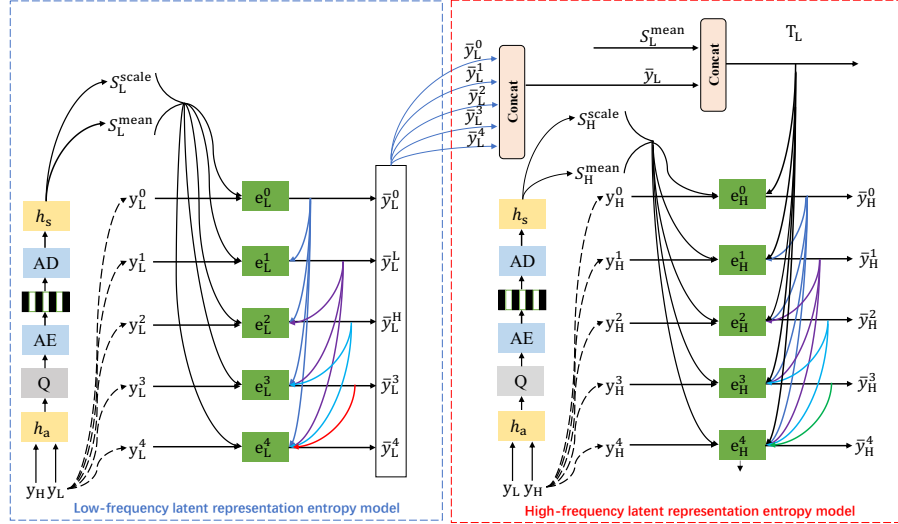 S_L^scale
S_L^mean
h_s
AD
AE
Q
h_a
y_H y_L
y_L^0
y_L^1
y_L^2
y_L^3
y_L^4
e_L^0
e_L^1
e_L^2
e_L^3
e_L^4
ȳ_L^0
ȳ_L^L
ȳ_L^H
ȳ_L^3
ȳ_L^4
Low-frequency latent representation entropy model
ȳ_L^0
ȳ_L^1
ȳ_L^2
ȳ_L^3
ȳ_L^4
Concat
S_L^mean
ȳ_L
Concat
T_L
S_H^scale
S_H^mean
h_s
AD
AE
Q
h_a
y_L y_H
y_H^0
y_H^1
y_H^2
y_H^3
y_H^4
e_H^0
e_H^1
e_H^2
e_H^3
e_H^4
ȳ_H^0
ȳ_H^1
ȳ_H^2
ȳ_H^3
ȳ_H^4
High-frequency latent representation entropy model